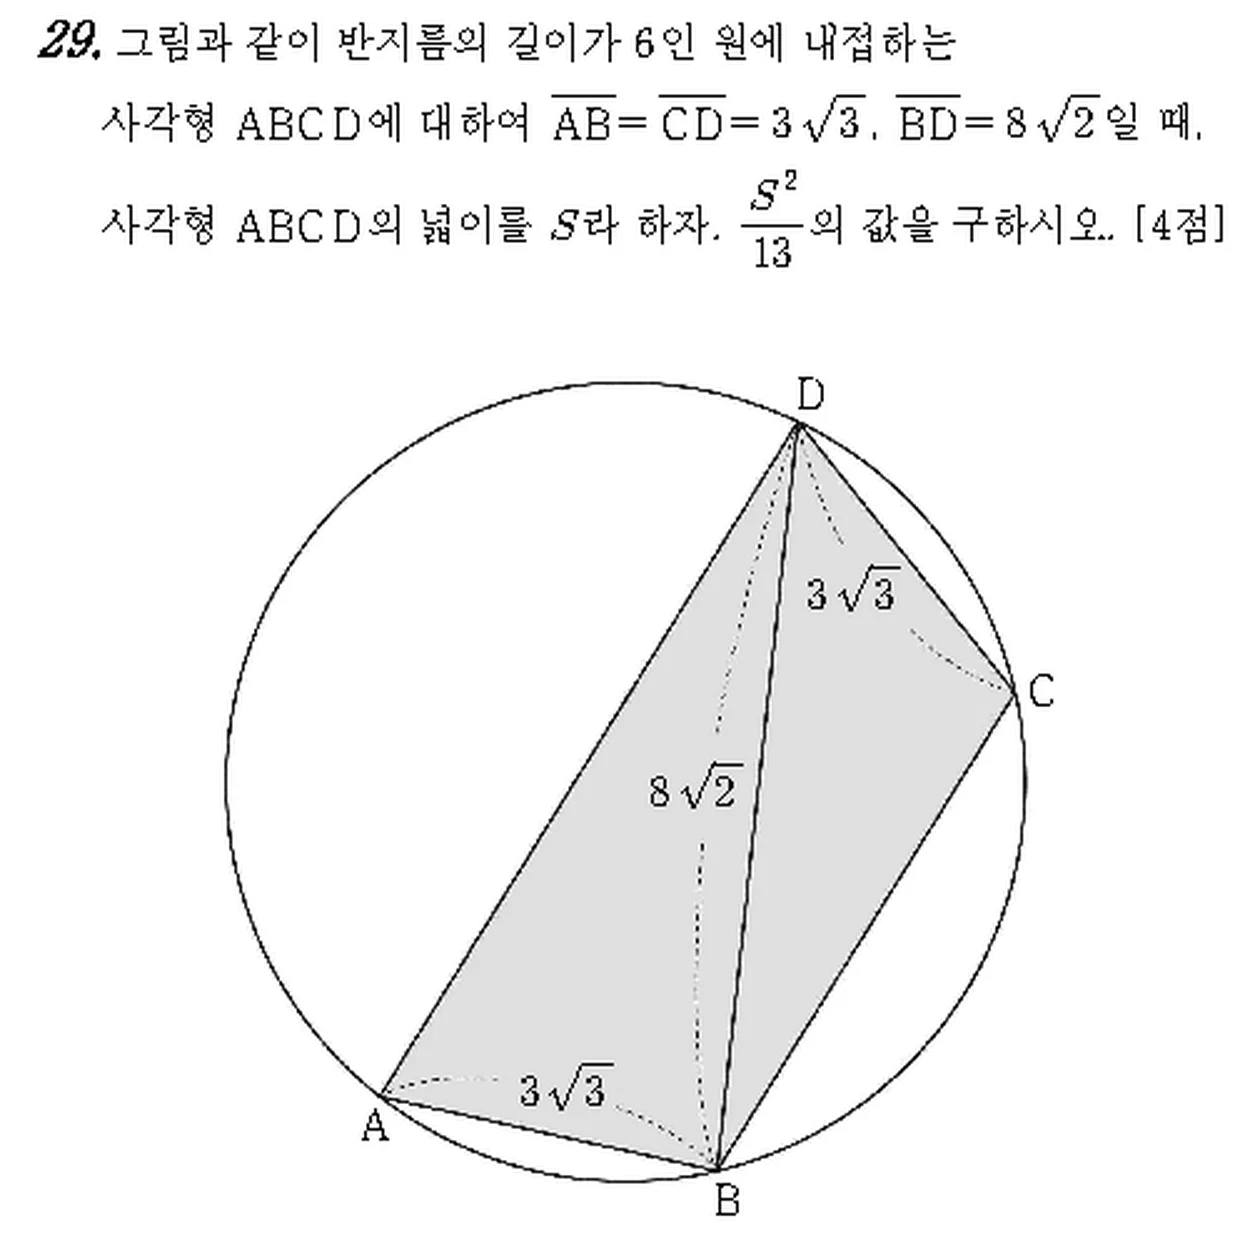 29. 그림과 같이 반지름의 길이가 6인 원에 내접하는
사각형 ABCD에 대하여 \overline{AB}=\overline{CD}=3√3, \overline{BD}=8√2일 때,
사각형 ABCD의 넓이를 S라 하자. S²/13의 값을 구하시오. [4점]
D
3√3
C
8√2
3√3
A
B